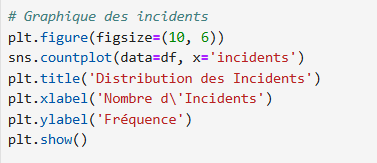 # Graphique des incidents
plt.figure(figsize=(10, 6))
sns.countplot(data=df, x='incidents')
plt.title('Distribution des Incidents')
plt.xlabel('Nombre d\'Incidents')
plt.ylabel('Fréquence')
plt.show()